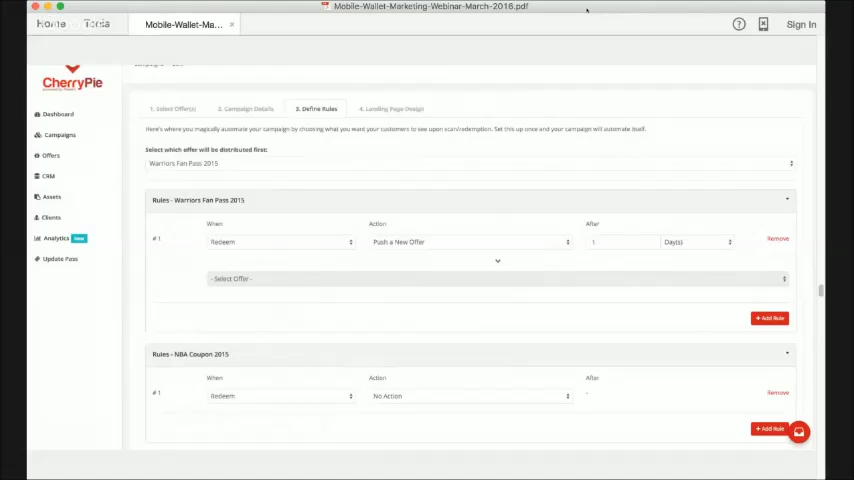 Mobile-Wallet-Marketing-Webinar-March-2016.pdf
Home Tools Mobile-Wallet-Ma... × ? Sign In
CherryPie
Dashboard
Campaigns
Offers
CRM
Assets
Clients
Analytics New
Update Pass
1. Select Offer(s) 2. Campaign Details 3. Define Rules 4. Landing Page Design
Here's where you magically automate your campaign by choosing what you want your customers to see upon scan/redemption. Set this up once and your campaign will automate itself.
Select which offer will be distributed first:
Warriors Fan Pass 2015
Rules - Warriors Fan Pass 2015
When Action After
# 1 Redeem Push a New Offer 1 Day(s) Remove
- Select Offer -
+ Add Rule
Rules - NBA Coupon 2015
When Action After
# 1 Redeem No Action - Remove
+ Add Rule